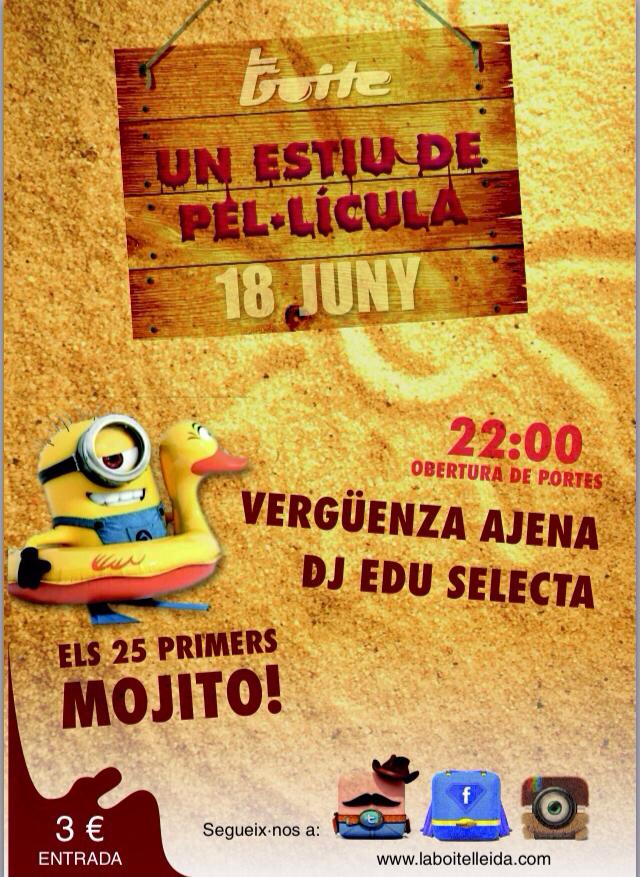 La Boite
UN ESTIU DE
PEL·LÍCULA
18 JUNY
22:00
OBERTURA DE PORTES
VERGÜENZA AJENA
DJ EDU SELECTA
ELS 25 PRIMERS
MOJITO!
3 €
ENTRADA
Segueix·nos a:
t
f
www.laboitelleida.com